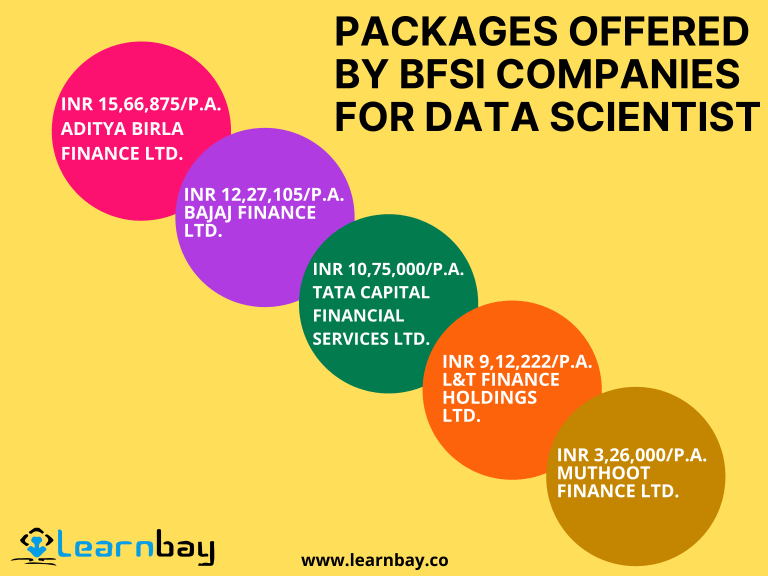 PACKAGES OFFERED
BY BFSI COMPANIES
FOR DATA SCIENTIST
INR 15,66,875/P.A.
ADITYA BIRLA
FINANCE LTD.
INR 12,27,105/P.A.
BAJAJ FINANCE
LTD.
INR 10,75,000/P.A.
TATA CAPITAL
FINANCIAL
SERVICES LTD.
INR 9,12,222/P.A.
L&T FINANCE
HOLDINGS
LTD.
INR 3,26,000/P.A.
MUTHOOT
FINANCE LTD.
Learnbay
www.learnbay.co